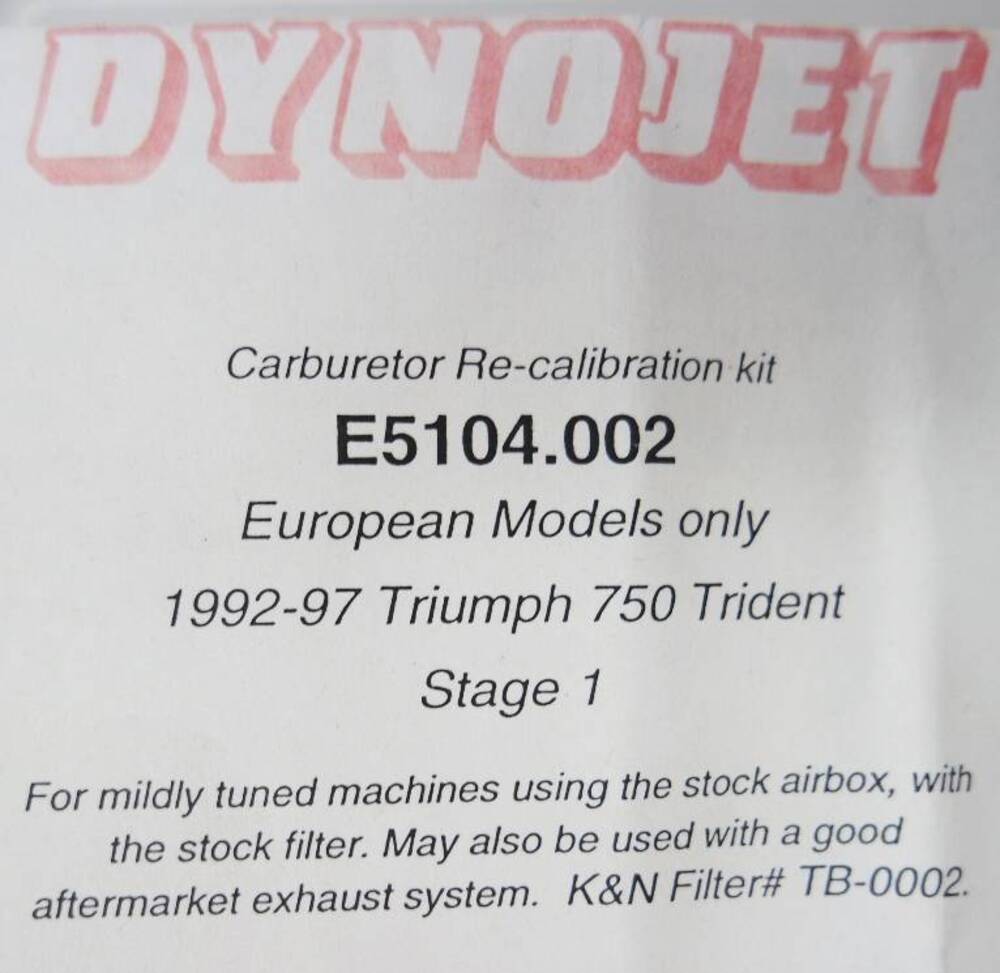 DYNOJET
Carburetor Re-calibration kit
E5104.002
European Models only
1992-97 Triumph 750 Trident
Stage 1
For mildly tuned machines using the stock airbox, with
the stock filter. May also be used with a good
aftermarket exhaust system. K&N Filter# TB-0002.